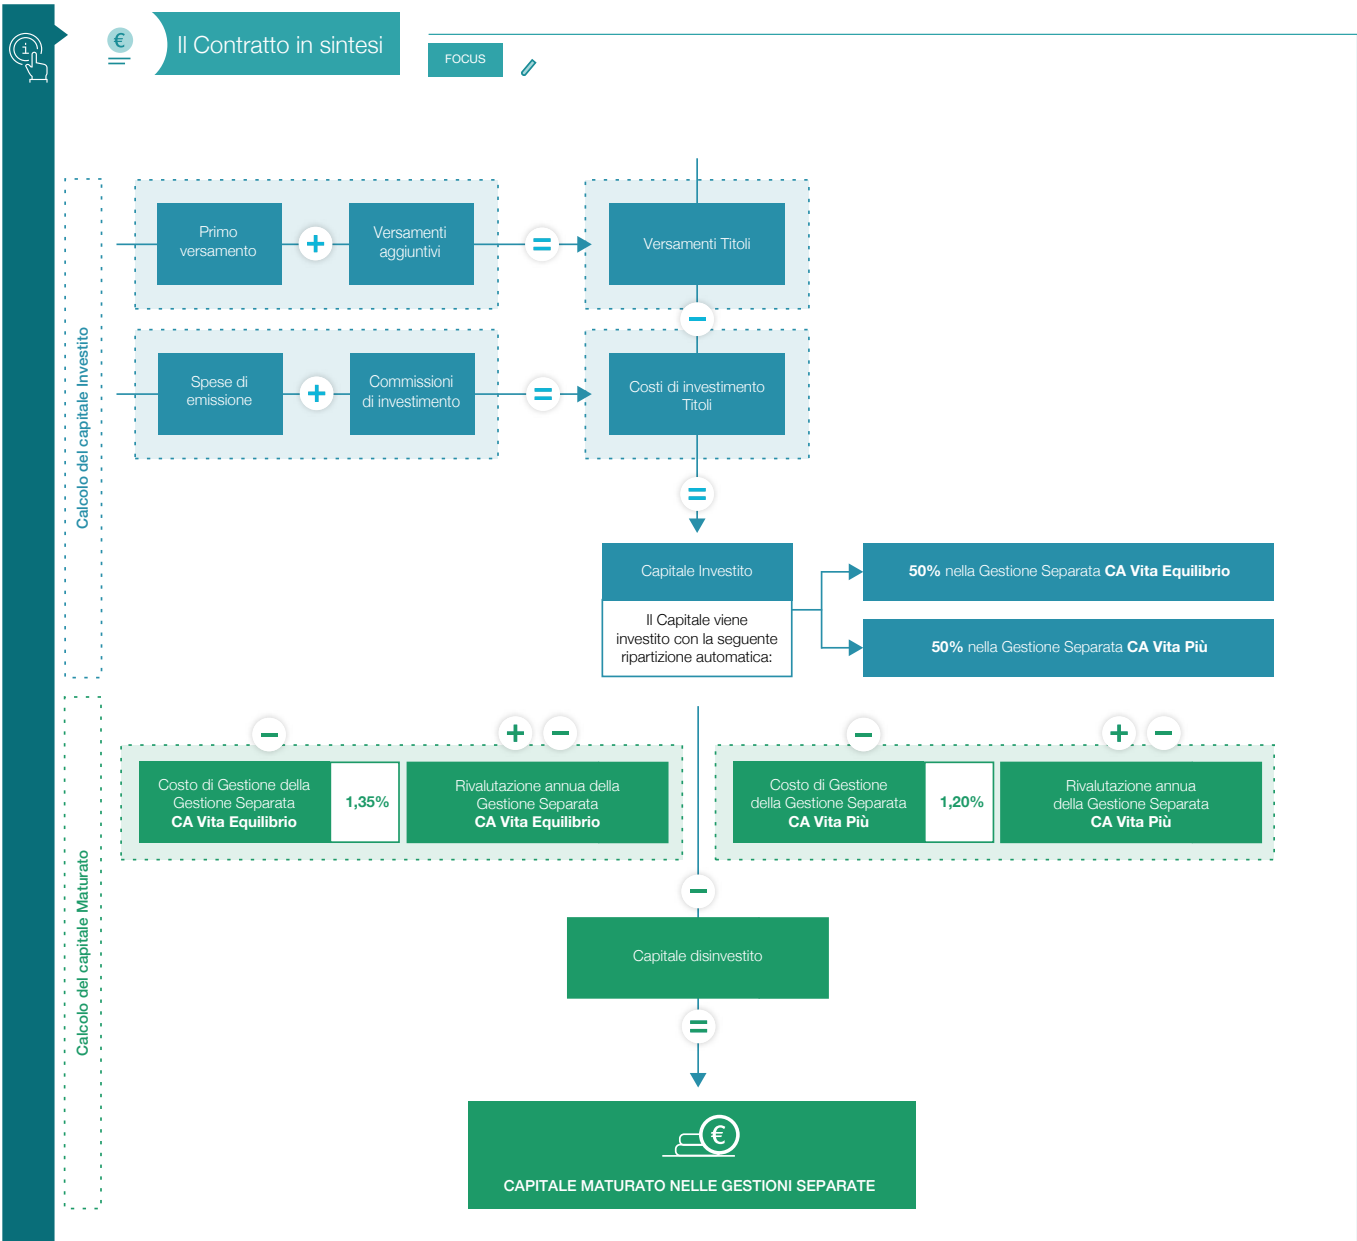 Il Contratto in sintesi
FOCUS
Calcolo del capitale Investito
Primo
versamento
+
Versamenti
aggiuntivi
=
Versamenti Titoli
−
Spese di
emissione
+
Commissioni
di investimento
=
Costi di investimento
Titoli
=
Capitale Investito
Il Capitale viene
investito con la seguente
ripartizione automatica:
50% nella Gestione Separata CA Vita Equilibrio
50% nella Gestione Separata CA Vita Più
Calcolo del capitale Maturato
−
+ −
−
+ −
Costo di Gestione della
Gestione Separata
CA Vita Equilibrio
1,35%
Rivalutazione annua della
Gestione Separata
CA Vita Equilibrio
Costo di Gestione
della Gestione Separata
CA Vita Più
1,20%
Rivalutazione annua
della Gestione Separata
CA Vita Più
−
Capitale disinvestito
=
€
CAPITALE MATURATO NELLE GESTIONI SEPARATE